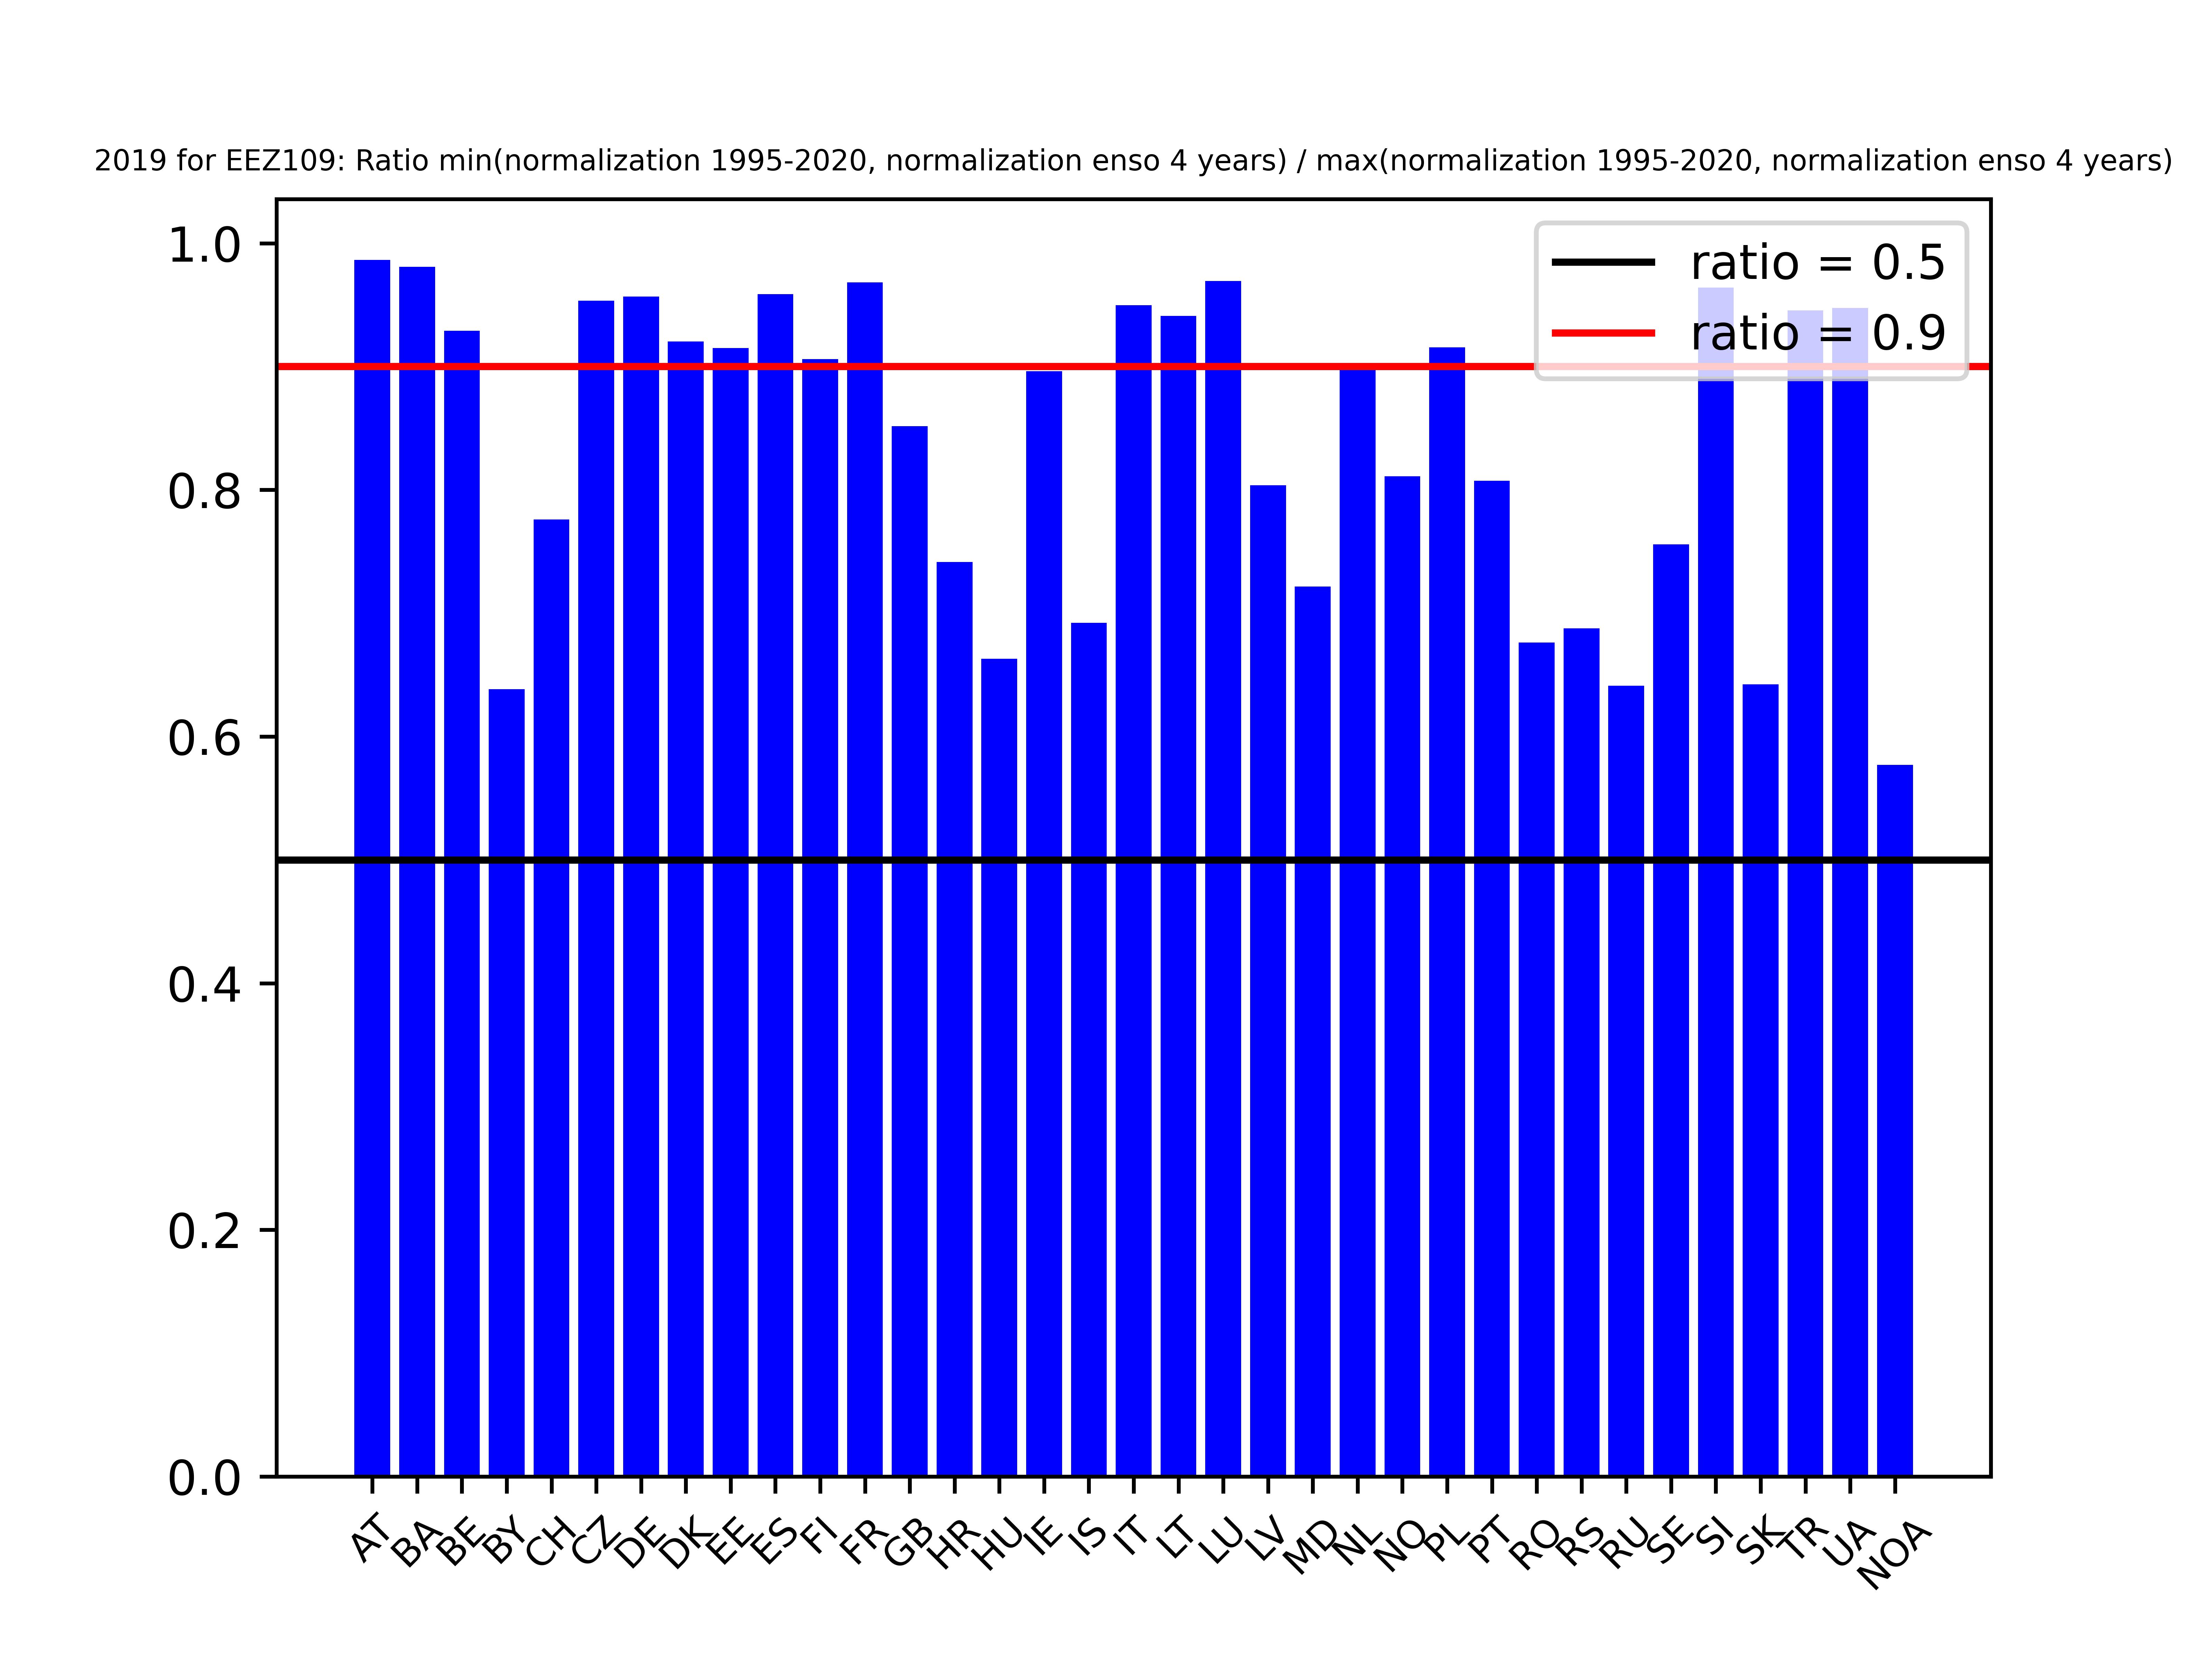 2019 for EEZ109: Ratio min(normalization 1995-2020, normalization enso 4 years) / max(normalization 1995-2020, normalization enso 4 years)
1.0
0.8
0.6
0.4
0.2
0.0
ratio = 0.5
ratio = 0.9
AT BA BE BY CH CZ DE DK EE ES FI FR GB HR HU IE IS IT LT LU LV MD NL NO PL PT RO RS RU SE SI SK TR UA NOA